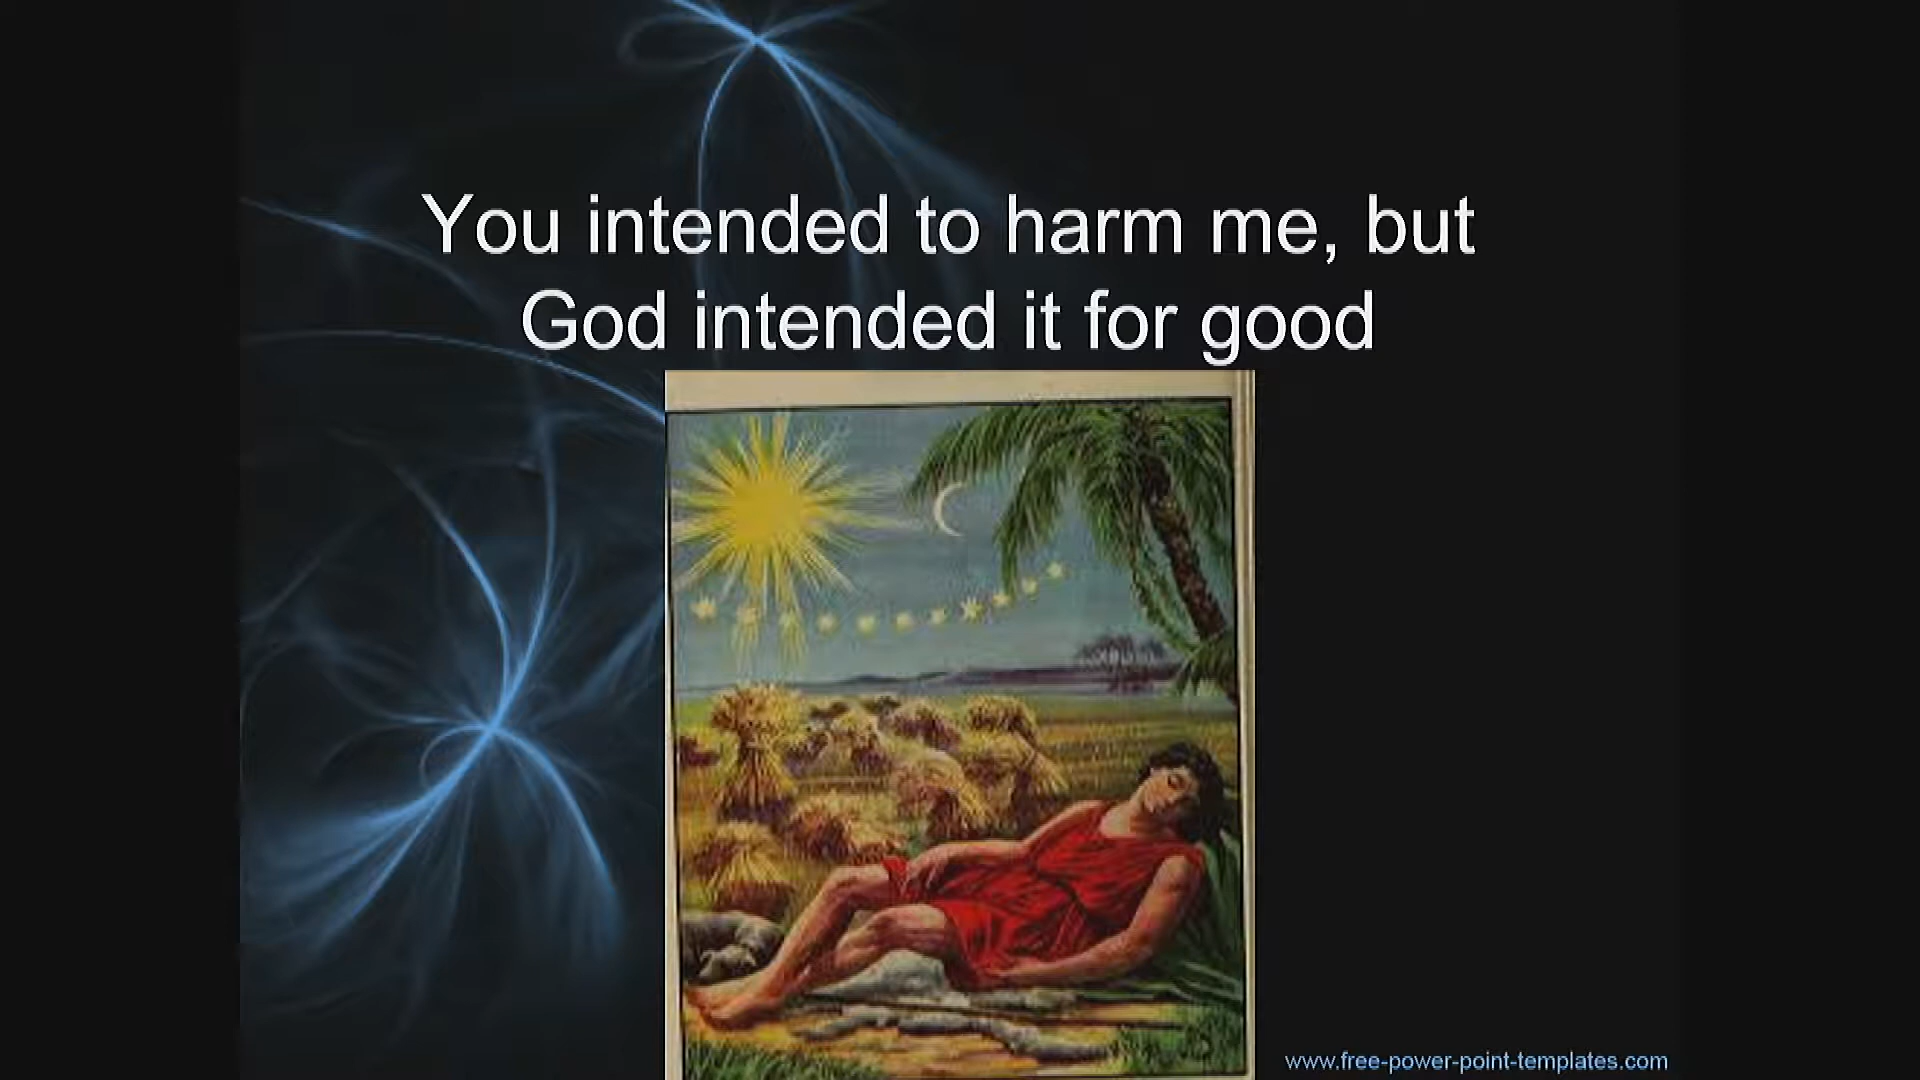 You intended to harm me, but
God intended it for good
www.free-power-point-templates.com